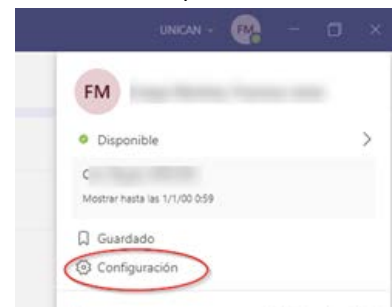 UNICAN
FM
FM
Disponible
C
Mostrar hasta las 1/1/00 0:59
Guardado
Configuración